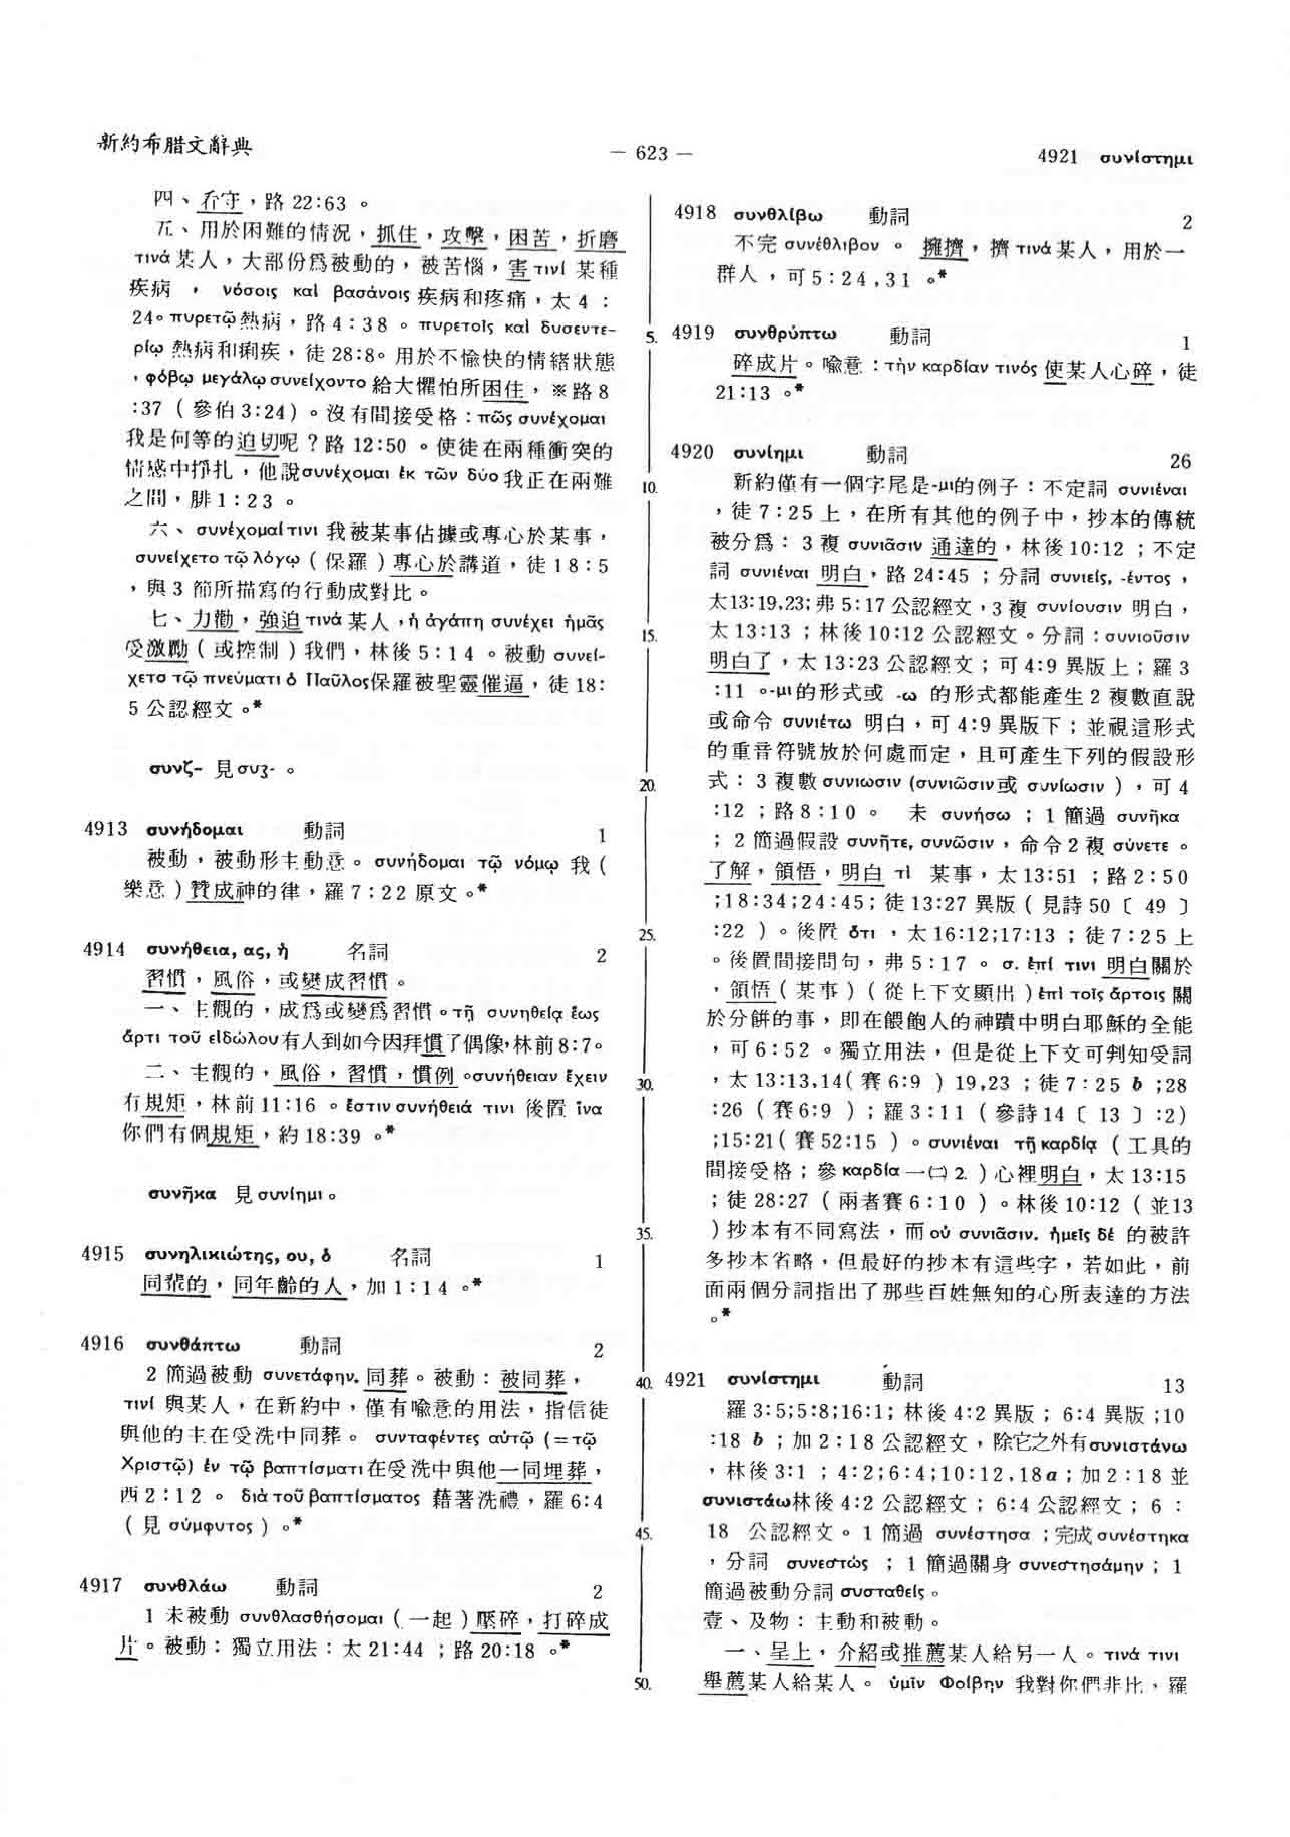 新約希腊文辭典
— 623 —
4921 συνίστημι
四、看守，路 22:63 。
五、用於困難的情況，抓住，攻擊，困苦，折磨
τινά某人，大部份爲被動的，被苦惱，害τινί 某種
疾病 ， νόσοις καί βασάνοις 疾病和疼痛，太 4 :
24。πυρετῷ熱病，路 4:38 。 πυρετοῖς καί δυσεντε-
ρίῳ 熱病和痢疾，徒 28:8。用於不愉快的情緒狀態
，φόβῳ μεγάλῳ συνείχοντο 給大懼怕所困住，※路 8
:37 ( 參伯 3:24) 。沒有間接受格：πῶς συνέχομαι
我是何等的迫切呢？路 12:50 。使徒在兩種衝突的
情感中掙扎，他說συνέχομαι ἐκ τῶν δύο 我正在兩難
之間，腓 1:23 。
六、 συνέχομαί τινι 我被某事佔據或專心於某事，
συνείχετο τῷ λόγῳ ( 保羅 ) 專心於講道，徒 18:5
，與 3 節所描寫的行動成對比。
七、力勸，強迫 τινά 某人，ἡ ἀγάπη συνέχει ἡμᾶς
受激勵 ( 或控制 ) 我們，林後 5:14 。被動 συνεί-
χετο τῷ πνεύματι ὁ Παῦλος保羅被聖靈催逼，徒 18:
5 公認經文。*
συνζ- 見 συζ- 。
4913 συνήδομαι 動詞 1
被動，被動形主動意。συνήδομαι τῷ νόμῳ 我 (
樂意 ) 贊成神的律，羅 7:22 原文。*
4914 συνήθεια, ας, ἡ 名詞 2
習慣，風俗，或變成習慣。
一、主觀的，成爲或變爲習慣。τῇ συνηθείᾳ ἕως
ἄρτι τοῦ εἰδώλου有人到如今因拜慣了偶像，林前 8:7。
二、主觀的，風俗，習慣，慣例。συνήθειαν ἔχειν
有規矩，林前 11:16 。ἔστιν συνήθειά τινι 後置 ἵνα
你們有個規矩，約 18:39 。*
συνῆκα 見 συνίημι 。
4915 συνηλικιώτης, ου, ὁ 名詞 1
同輩的，同年齡的人，加 1:14 。*
4916 συνθάπτω 動詞 2
2 簡過被動 συνετάφην. 同葬。被動：被同葬，
τινί 與某人，在新約中，僅有喻意的用法，指信徒
與他的主在受洗中同葬。 συνταφέντες αὐτῷ (=τῷ
Χριστῷ) ἐν τῷ βαπτίσματι 在受洗中與他一同埋葬，
西 2:12 。 διὰ τοῦ βαπτίσματος 藉著洗禮，羅 6:4
( 見 σύμφυτος ) 。*
4917 συνθλάω 動詞 2
1 未被動 συνθλασθήσομαι ( 一起 ) 壓碎，打碎成
片。被動：獨立用法：太 21:44 ；路 20:18 。*
5.
10.
15.
20.
25.
30.
35.
40.
45.
50.
4918 συνθλίβω 動詞 2
不完 συνέθλιβον 。 擁擠，擠 τινά 某人，用於一
群人，可 5:24,31 。*
4919 συνθρύπτω 動詞 1
碎成片。喻意：τὴν καρδίαν τινός 使某人心碎，徒
21:13 。*
4920 συνίημι 動詞 26
新約僅有一個字尾是-μι的例子：不定詞 συνιέναι
，徒 7:25 上，在所有其他的例子中，抄本的傳統
被分爲： 3 複 συνιᾶσιν 通達的，林後 10:12 ；不定
詞 συνιέναι 明白，路 24:45 ；分詞 συνιείς, -έντος，
太13:19,23; 弗 5:17 公認經文，3 複 συνίουσιν 明白，
太 13:13 ；林後 10:12 公認經文。分詞：συνιοῦσιν
明白了，太 13:23 公認經文；可 4:9 異版上；羅 3
:11 。-μι 的形式或 -ω 的形式都能產生 2 複數直說
或命令 συνιέτω 明白，可 4:9 異版下；並視這形式
的重音符號放於何處而定，且可產生下列的假設形
式： 3 複數 συνιωσιν (συνιῶσιν或 συνίωσιν ) ，可 4
:12 ；路 8:10 。 未 συνήσω ；1 簡過 συνῆκα
；2 簡過假設 συνῆτε, συνῶσιν，命令 2 複 σύνετε 。
了解，領悟，明白 τὶ 某事，太 13:51 ；路 2:50
;18:34;24:45; 徒 13:27 異版 ( 見詩 50 〔 49 〕
:22 ) 。後置 ὅτι ，太 16:12;17:13 ；徒 7:25 上
。後置間接問句，弗 5:17 。 σ. ἐπί τινι 明白關於
，領悟 ( 某事 ) ( 從上下文顯出 ) ἐπὶ τοῖς ἄρτοις 關
於分餅的事，即在餵飽人的神蹟中明白耶穌的全能
，可 6:52 。獨立用法，但是從上下文可判知受詞
，太 13:13,14( 賽 6:9 ) 19,23 ；徒 7:25 b ;28
:26 ( 賽 6:9 ) ；羅 3:11 ( 參詩 14 〔 13 〕:2)
;15:21( 賽 52:15 ) 。συνιέναι τῇ καρδίᾳ ( 工具的
間接受格；參 καρδία 一㈡ 2. ) 心裡明白，太 13:15
；徒 28:27 ( 兩者賽 6:10 ) 。林後 10:12 ( 並13
) 抄本有不同寫法，而 οὐ συνιᾶσιν. ἡμεῖς δέ 的被許
多抄本省略，但最好的抄本有這些字，若如此，前
面兩個分詞指出了那些百姓無知的心所表達的方法
。*
4921 συνίστημι 動詞 13
羅 3:5;5:8;16:1; 林後 4:2 異版； 6:4 異版 ;10
:18 b ；加 2:18 公認經文，除它之外有συνιστάνω
，林後 3:1 ; 4:2;6:4;10:12,18a ；加 2:18 並
συνιστάω林後 4:2 公認經文； 6:4 公認經文； 6 :
18 公認經文。1 簡過 συνέστησα ；完成 συνέστηκα
，分詞 συνεστώς ；1 簡過關身 συνεστησάμην；1
簡過被動分詞 συσταθείς 。
壹、及物：主動和被動。
一、呈上，介紹或推薦某人給另一人。τινά τινι
舉薦某人給某人。 ὑμῖν Φοίβην 我對你們非比，羅